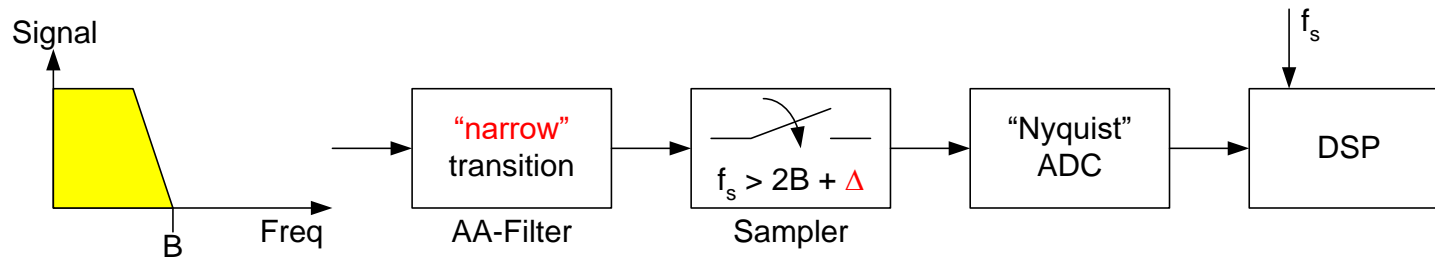 Signal
B
Freq
“narrow”
transition
AA-Filter
fs > 2B + Δ
Sampler
“Nyquist”
ADC
fs
DSP